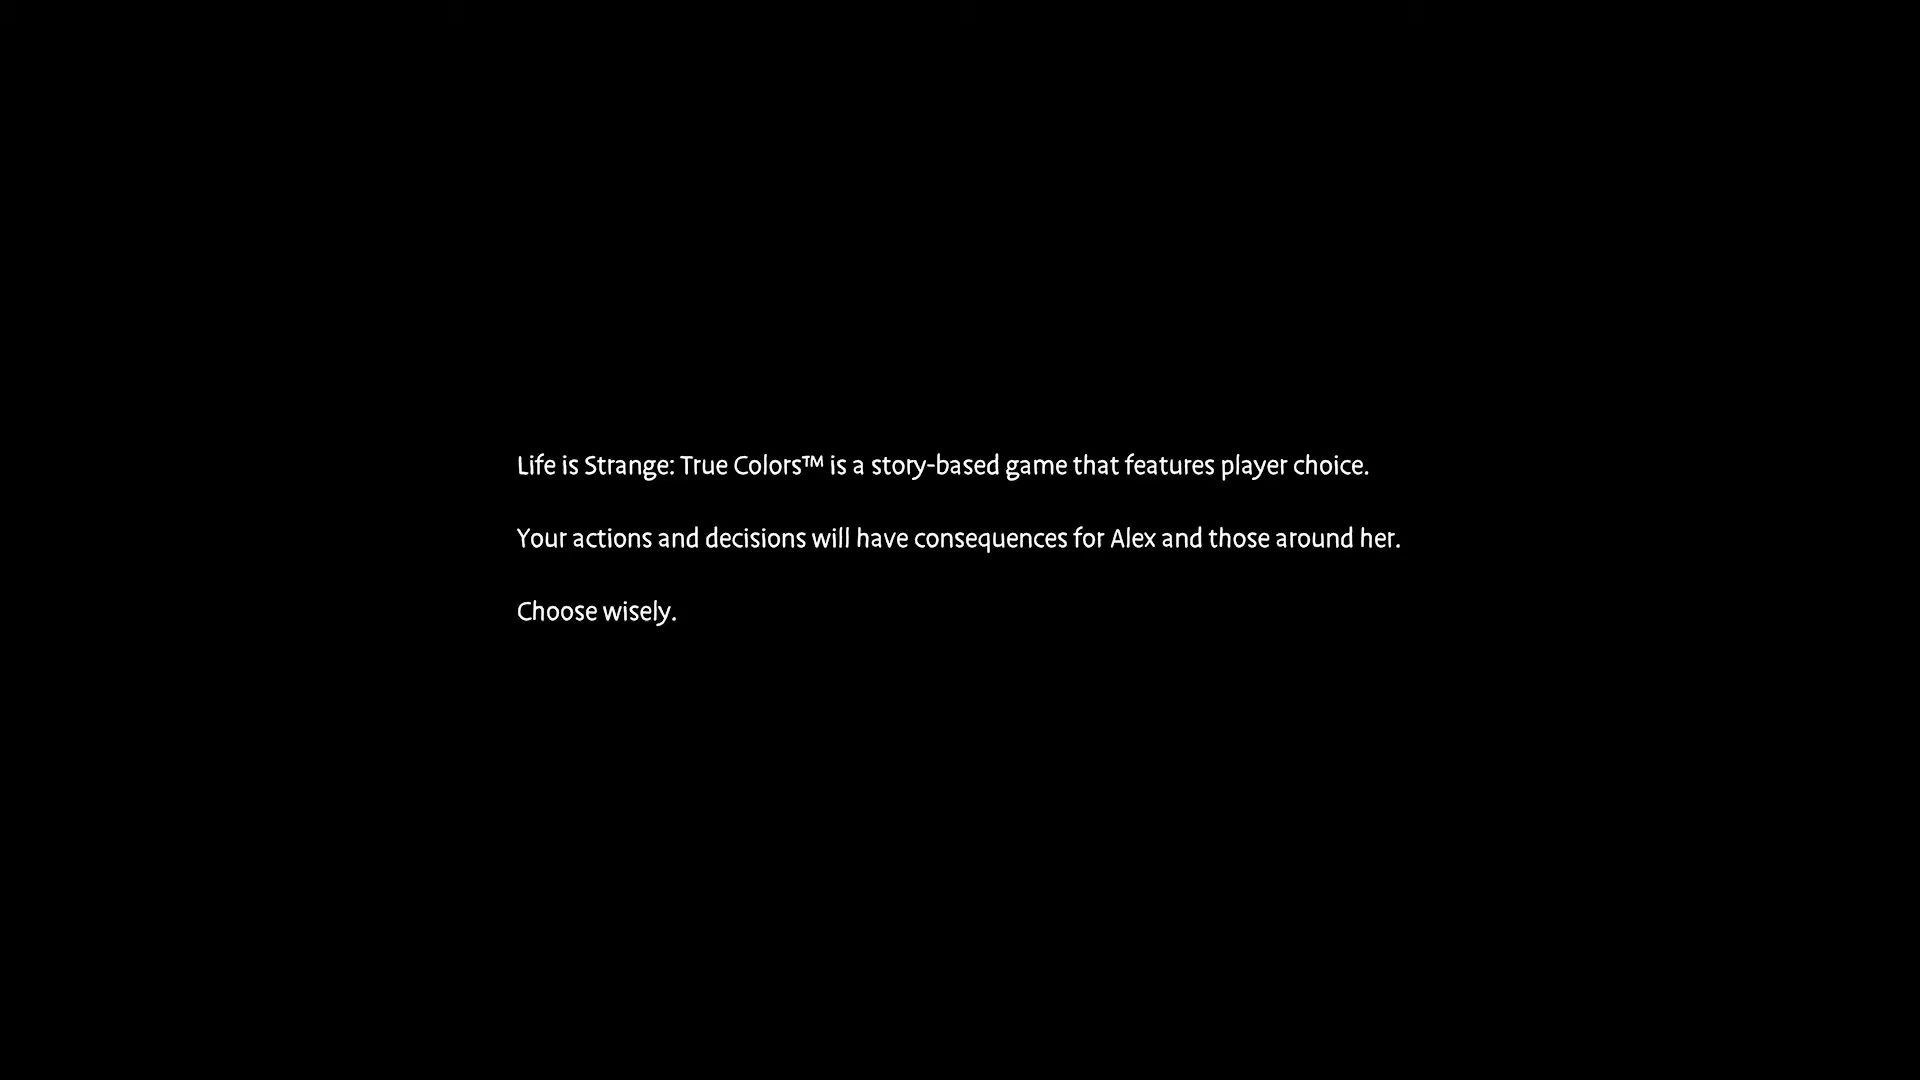 Life is Strange: True Colors™ is a story-based game that features player choice.
Your actions and decisions will have consequences for Alex and those around her.
Choose wisely.